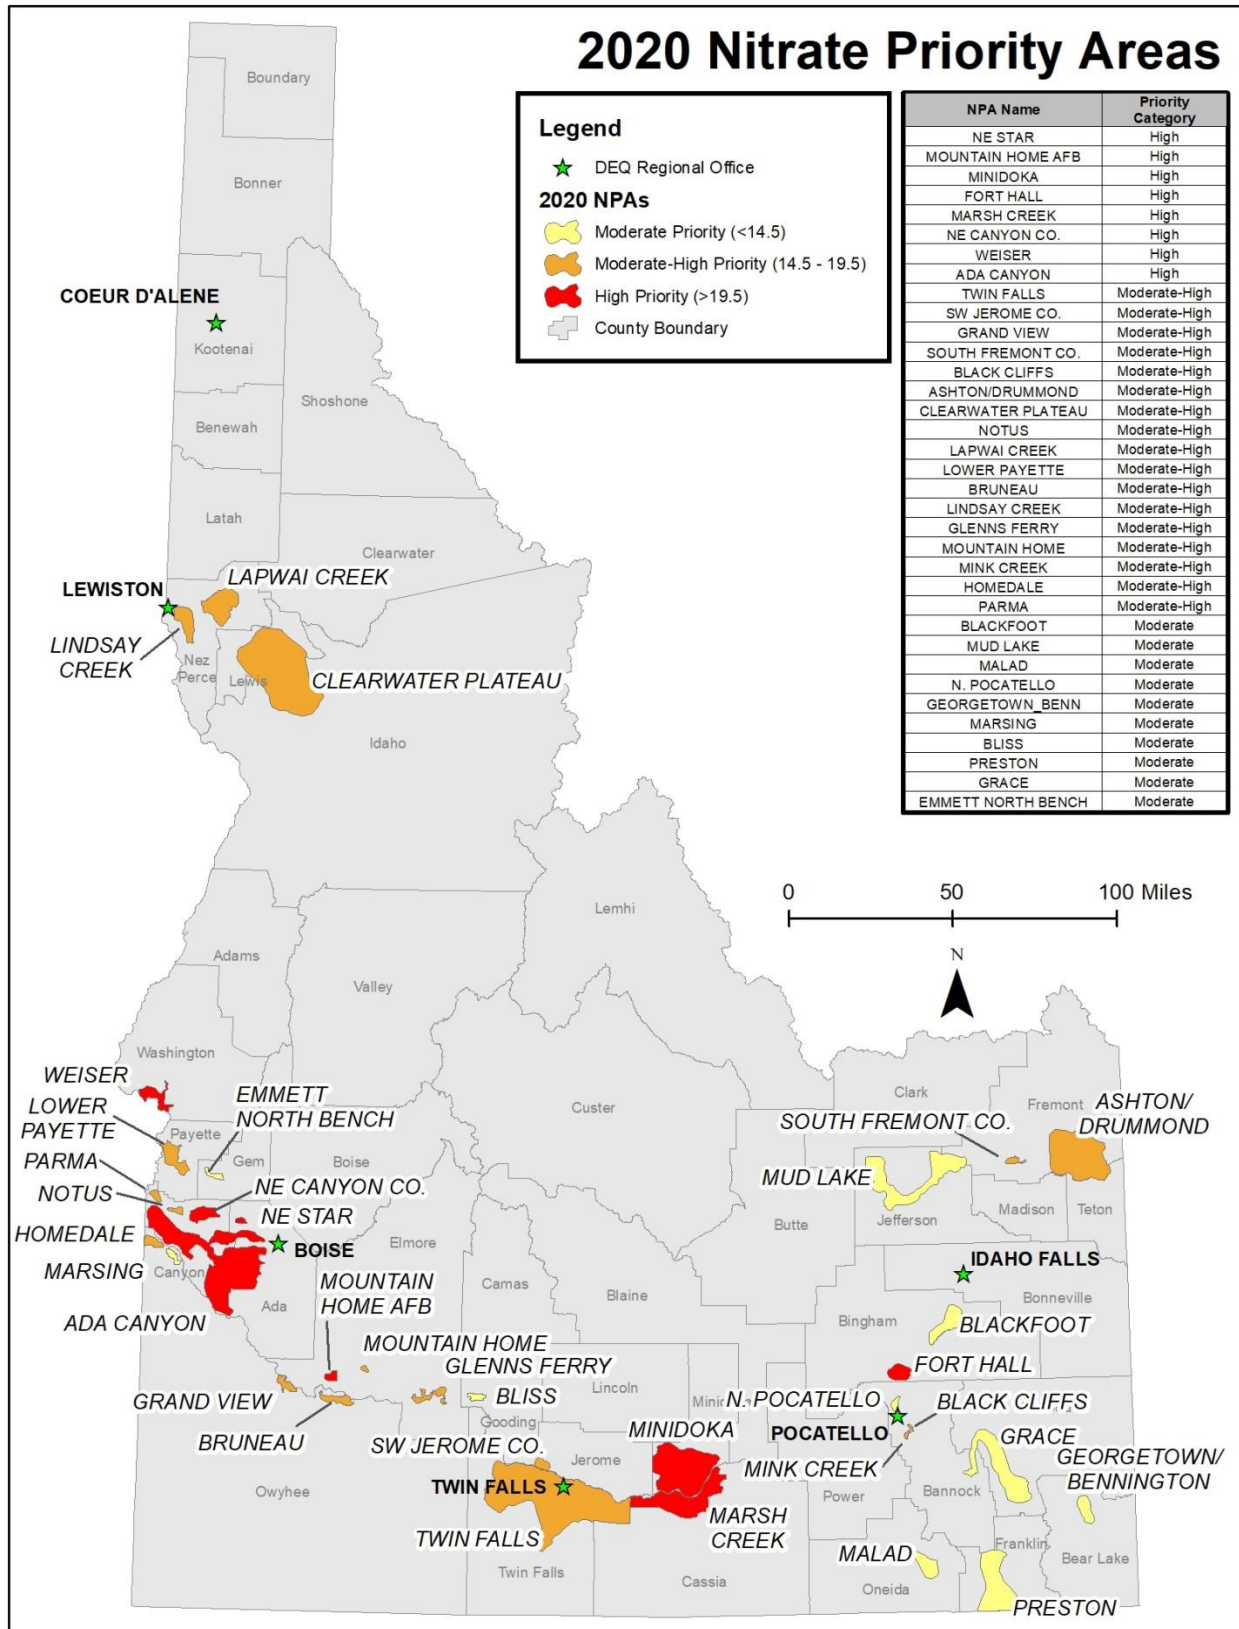 2020 Nitrate Priority Areas
Legend
DEQ Regional Office
2020 NPAs
Moderate Priority (<14.5)
Moderate-High Priority (14.5 - 19.5)
High Priority (>19.5)
County Boundary
NPA Name Priority Category
NE STAR High
MOUNTAIN HOME AFB High
MINIDOKA High
FORT HALL High
MARSH CREEK High
NE CANYON CO. High
WEISER High
ADA CANYON High
TWIN FALLS Moderate-High
SW JEROME CO. Moderate-High
GRAND VIEW Moderate-High
SOUTH FREMONT CO. Moderate-High
BLACK CLIFFS Moderate-High
ASHTON/DRUMMOND Moderate-High
CLEARWATER PLATEAU Moderate-High
NOTUS Moderate-High
LAPWAI CREEK Moderate-High
LOWER PAYETTE Moderate-High
BRUNEAU Moderate-High
LINDSAY CREEK Moderate-High
GLENNS FERRY Moderate-High
MOUNTAIN HOME Moderate-High
MINK CREEK Moderate-High
HOMEDALE Moderate-High
PARMA Moderate-High
BLACKFOOT Moderate
MUD LAKE Moderate
MALAD Moderate
N. POCATELLO Moderate
GEORGETOWN_BENN Moderate
MARSING Moderate
BLISS Moderate
PRESTON Moderate
GRACE Moderate
EMMETT NORTH BENCH Moderate
Boundary
Bonner
COEUR D'ALENE
Kootenai
Shoshone
Benewah
Latah
Clearwater
LAPWAI CREEK
LEWISTON
LINDSAY
CREEK
Nez
Perce
Lewis
CLEARWATER PLATEAU
Idaho
0 50 100 Miles
N
Lemhi
Adams
Valley
Washington
WEISER
LOWER
PAYETTE
EMMETT
NORTH BENCH
Payette
Gem
Boise
Custer
Clark
Fremont
ASHTON/
DRUMMOND
SOUTH FREMONT CO.
MUD LAKE
PARMA
NOTUS
NE CANYON CO.
NE STAR
HOMEDALE
BOISE
Elmore
Butte
Jefferson
Madison
Teton
MARSING
Canyon
Ada
ADA CANYON
MOUNTAIN
HOME AFB
Camas
Blaine
IDAHO FALLS
Bonneville
Bingham
BLACKFOOT
MOUNTAIN HOME
GLENNS FERRY
FORT HALL
GRAND VIEW
BLISS
Lincoln
N. POCATELLO
BLACK CLIFFS
BRUNEAU
Gooding
SW JEROME CO.
MINIDOKA
POCATELLO
GRACE
GEORGETOWN/
BENNINGTON
Jerome
MINK CREEK
Owyhee
TWIN FALLS
Power
Bannock
MARSH
CREEK
TWIN FALLS
MALAD
Franklin
Bear Lake
Twin Falls
Cassia
Oneida
PRESTON